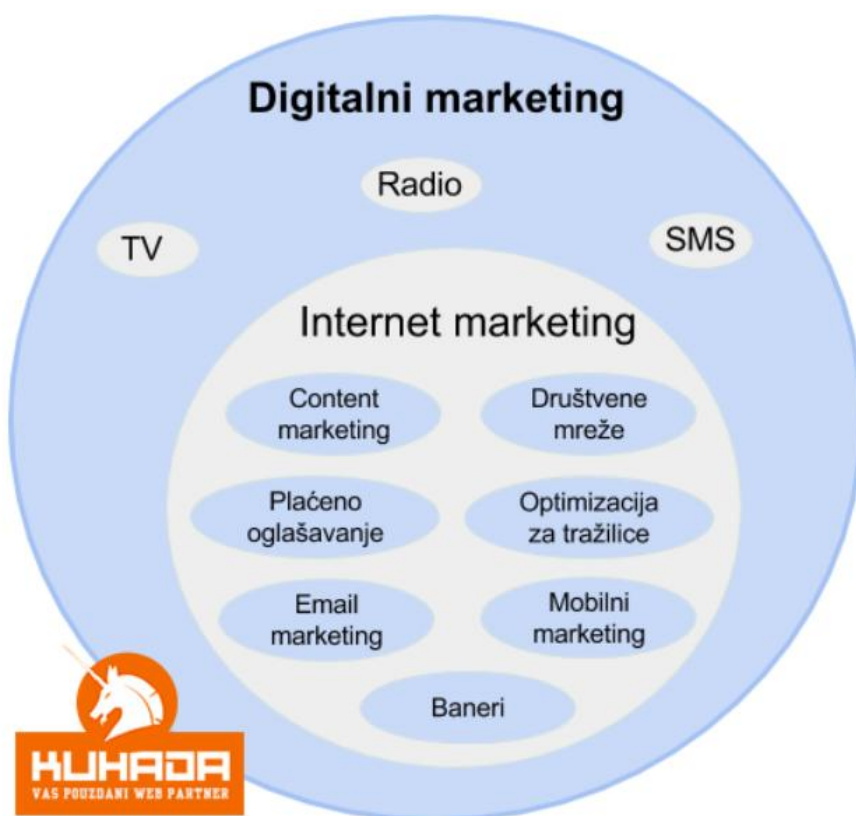 Digitalni marketing
Radio
TV
SMS
Internet marketing
Content
marketing
Društvene
mreže
Plaćeno
oglašavanje
Optimizacija
za tražilice
Email
marketing
Mobilni
marketing
Baneri
KUHADA
VAS POUZDANI WEB PARTNER